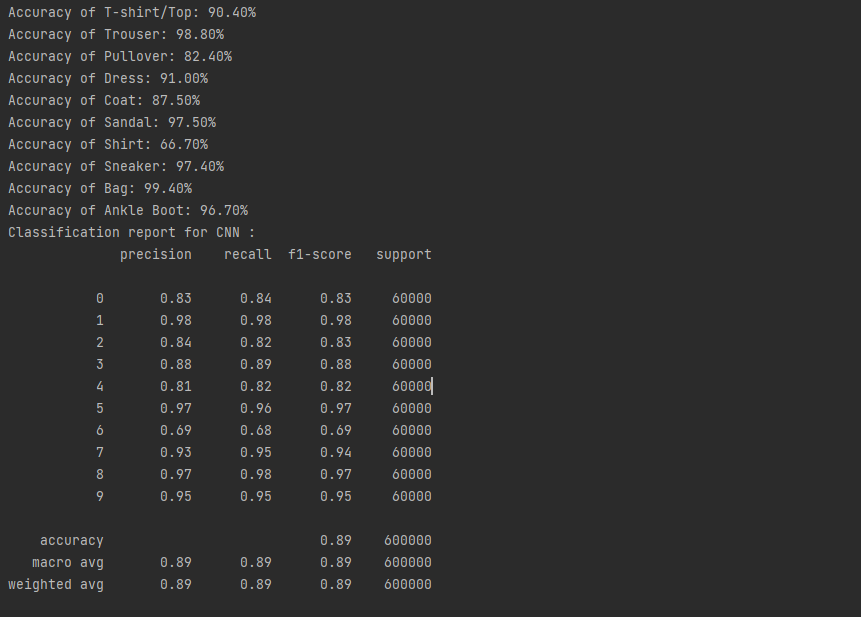 Accuracy of T-shirt/Top: 90.40%
Accuracy of Trouser: 98.80%
Accuracy of Pullover: 82.40%
Accuracy of Dress: 91.00%
Accuracy of Coat: 87.50%
Accuracy of Sandal: 97.50%
Accuracy of Shirt: 66.70%
Accuracy of Sneaker: 97.40%
Accuracy of Bag: 99.40%
Accuracy of Ankle Boot: 96.70%
Classification report for CNN :
precision recall f1-score support
0 0.83 0.84 0.83 60000
1 0.98 0.98 0.98 60000
2 0.84 0.82 0.83 60000
3 0.88 0.89 0.88 60000
4 0.81 0.82 0.82 60000
5 0.97 0.96 0.97 60000
6 0.69 0.68 0.69 60000
7 0.93 0.95 0.94 60000
8 0.97 0.98 0.97 60000
9 0.95 0.95 0.95 60000
accuracy 0.89 600000
macro avg 0.89 0.89 0.89 600000
weighted avg 0.89 0.89 0.89 600000